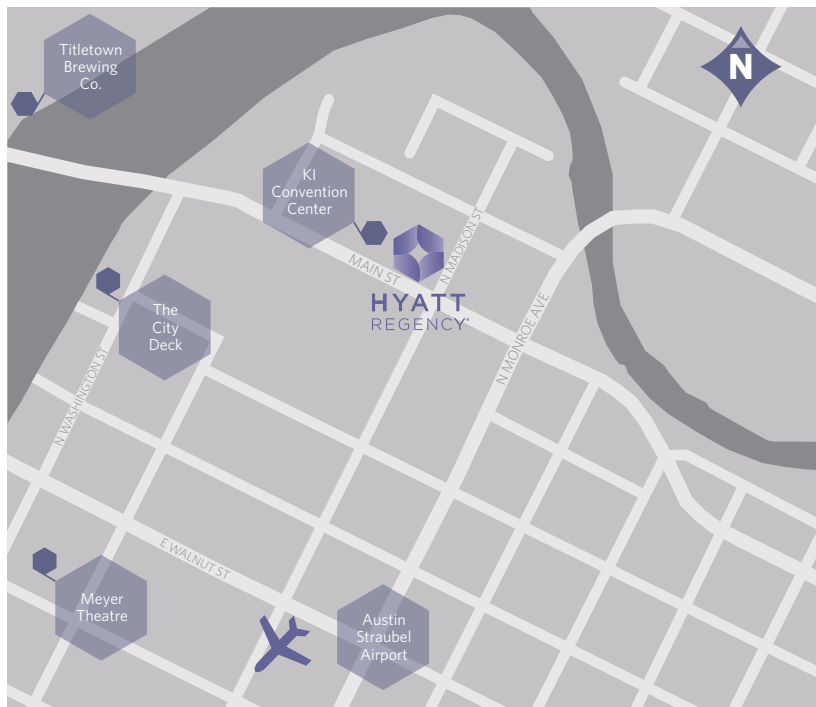 Titletown
Brewing
Co.
N
KI
Convention
Center
N MADISON ST
MAIN ST
HYATT
REGENCY®
The
City
Deck
N MONROE AVE
N WASHINGTON ST
E WALNUT ST
Meyer
Theatre
Austin
Straubel
Airport